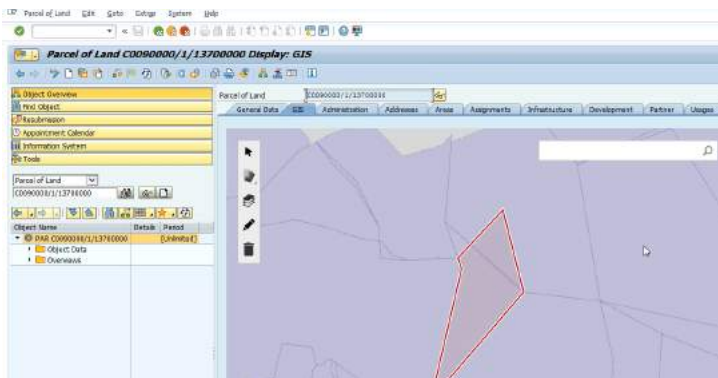 Parcel of Land Edit Goto Extras System Help
Parcel of Land C0090000/1/13700000 Display: GIS
Object Overview
Find Object
Resubmission
Appointment Calendar
Information System
Tools
Parcel of Land
C0090000/1/13700000
Object Name Details Period
PAR C0090000/1/13700000 [Unlimited]
Object Data
Overviews
Parcel of Land C0090000/1/13700000
General Data GIS Administration Addresses Areas Assignments Infrastructure Development Partner Usages